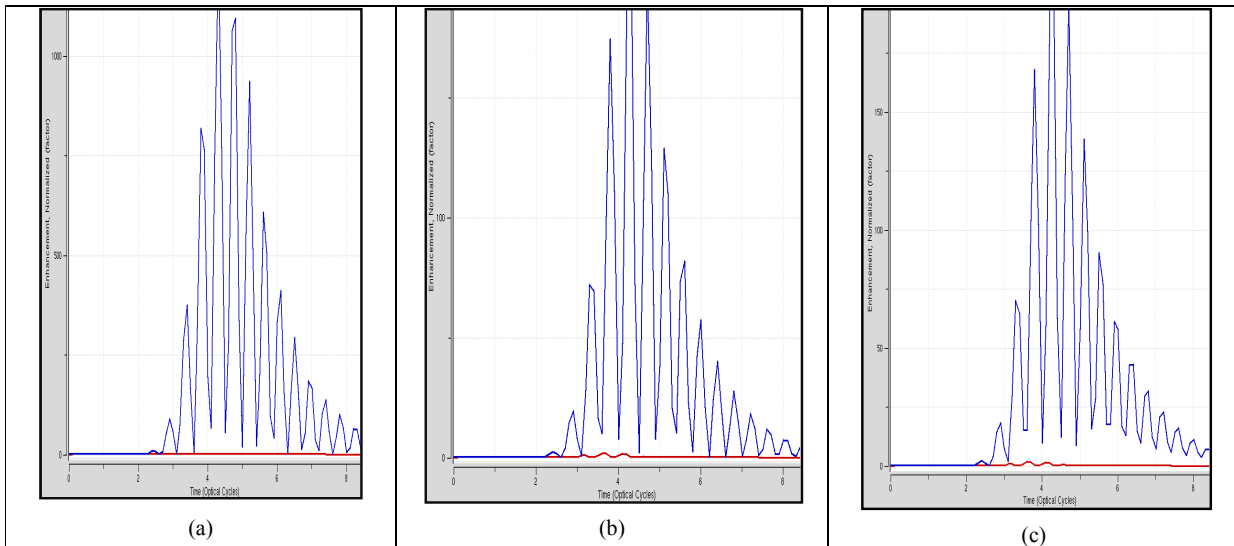 1000
500
0
Enhancement, Normalized (factor)
0 2 4 6 8
Time (Optical Cycles)
(a)
100
0
Enhancement, Normalized (factor)
0 2 4 6 8
Time (Optical Cycles)
(b)
150
100
50
0
Enhancement, Normalized (factor)
0 2 4 6 8
Time (Optical Cycles)
(c)